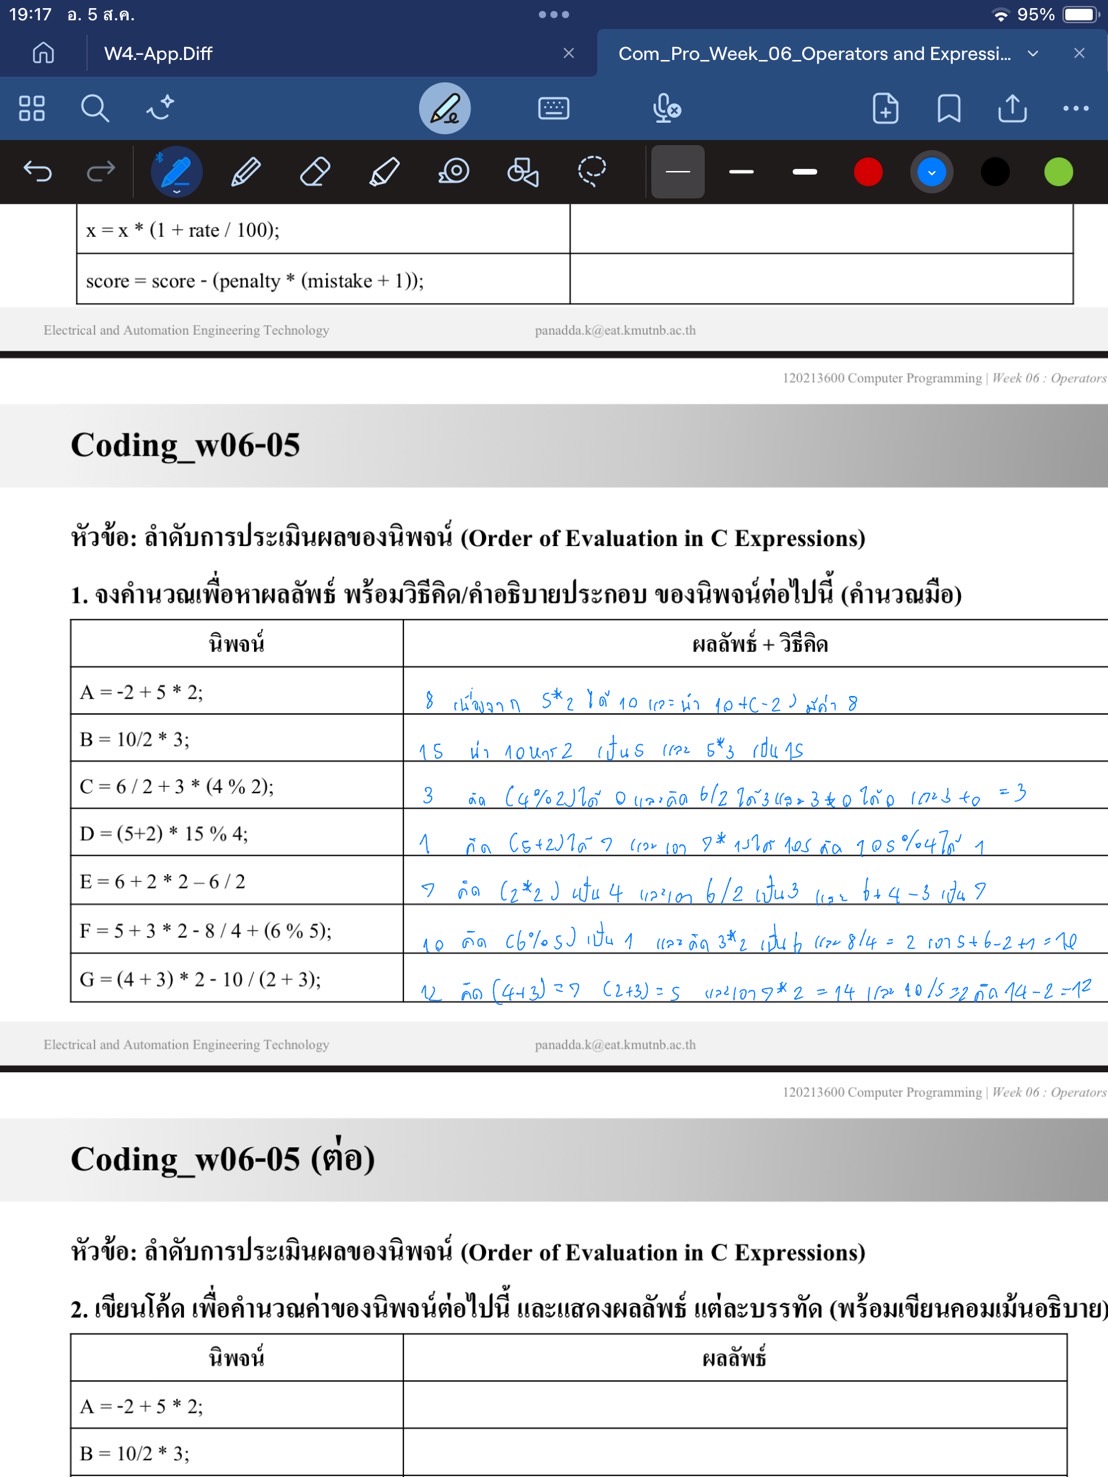 19:17 อ. 5 ส.ค.
95%
W4.-App.Diff
Com_Pro_Week_06_Operators and Expressi...
x = x * (1 + rate / 100);
score = score - (penalty * (mistake + 1));
Electrical and Automation Engineering Technology panadda.k@eat.kmutnb.ac.th
120213600 Computer Programming | Week 06 : Operators
Coding_w06-05
หัวข้อ: ลำดับการประเมินผลของนิพจน์ (Order of Evaluation in C Expressions)
1. จงคำนวณเพื่อหาผลลัพธ์ พร้อมวิธีคิด/คำอธิบายประกอบ ของนิพจน์ต่อไปนี้ (คำนวณมือ)
นิพจน์ ผลลัพธ์ + วิธีคิด
A = -2 + 5 * 2; 8 เนื่องจาก 5*2 ได้ 10 และนำ 10+(-2) มีค่า 8
B = 10/2 * 3; 15 นำ 10หาร2 เป็น5 และ 5*3 เป็น 15
C = 6 / 2 + 3 * (4 % 2); 3 คิด (4%2)ได้ 0 และคิด 6/2 ได้3และ 3*0 ได้0 และ3+0 = 3
D = (5+2) * 15 % 4; 1 คิด (5+2)ได้ 7 และเอา 7*15ได้ 105 คิด 105%4ได้ 1
E = 6 + 2 * 2 – 6 / 2 7 คิด (2*2) เป็น 4 และเอา 6/2 เป็น3 และ 6+4-3 เป็น 7
F = 5 + 3 * 2 - 8 / 4 + (6 % 5); 10 คิด (6%5) เป็น 1 และคิด 3*2 เป็น 6 และ 8/4 = 2 เอา 5+6-2+1=10
G = (4 + 3) * 2 - 10 / (2 + 3); 12 คิด (4+3)=7 (2+3)=5 และเอา 7*2 = 14 และ 10/5=2 คิด 14-2=12
Electrical and Automation Engineering Technology panadda.k@eat.kmutnb.ac.th
120213600 Computer Programming | Week 06 : Operators
Coding_w06-05 (ต่อ)
หัวข้อ: ลำดับการประเมินผลของนิพจน์ (Order of Evaluation in C Expressions)
2. เขียนโค้ด เพื่อคำนวณค่าของนิพจน์ต่อไปนี้ และแสดงผลลัพธ์ แต่ละบรรทัด (พร้อมเขียนคอมเม้นอธิบาย)
นิพจน์ ผลลัพธ์
A = -2 + 5 * 2;
B = 10/2 * 3;